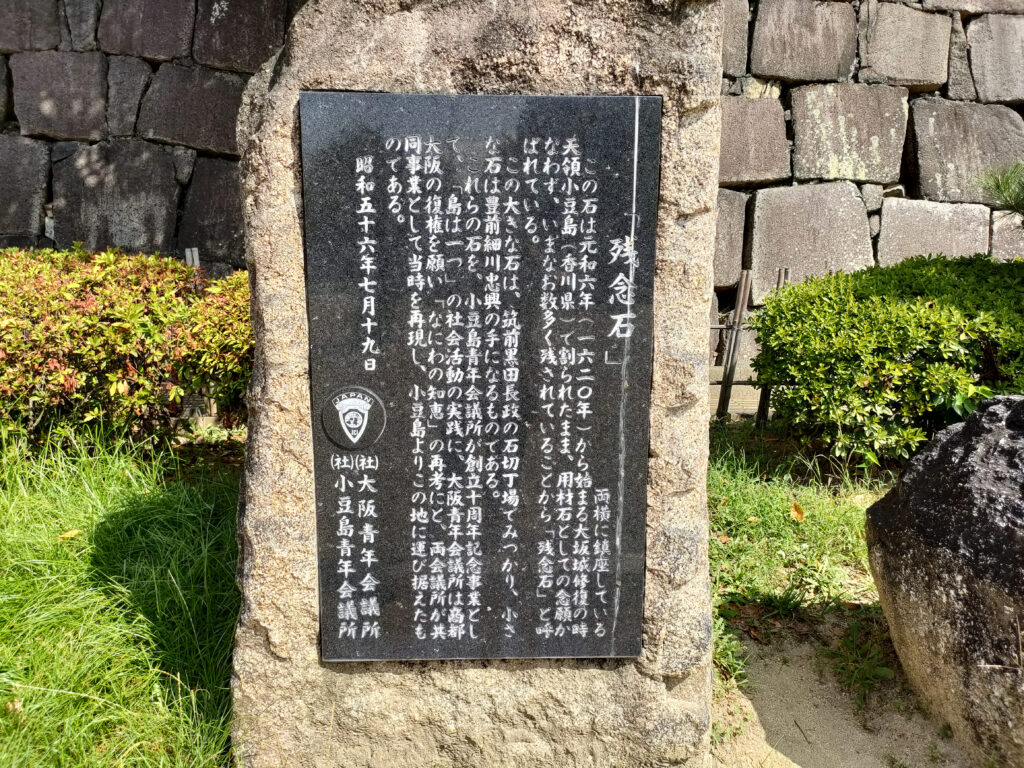 「残念石」
両横に鎮座している
この石は元和六年（一六二〇年）から始まる大坂城修復の時
天領小豆島（香川県）で割られたまま、用材石としての念願か
なわず、いまなお数多く残されていることから「残念石」と呼
ばれている。
この大きな石は、筑前黒田長政の石切丁場でみつかり、小さ
な石は豊前細川忠興の手になるものである。
これらの石を、小豆島青年会議所が創立十周年記念事業とし
て、「島は一つ」の社会活動の実践に、大阪青年会議所は商都
大阪の復権を願い「なにわの知恵」の再考にと、両会議所が共
同事業として当時を再現し、小豆島よりこの地に運び据えたも
のである。
昭和五十六年七月十九日
JAPAN
JCI
（社）大阪青年会議所
（社）小豆島青年会議所